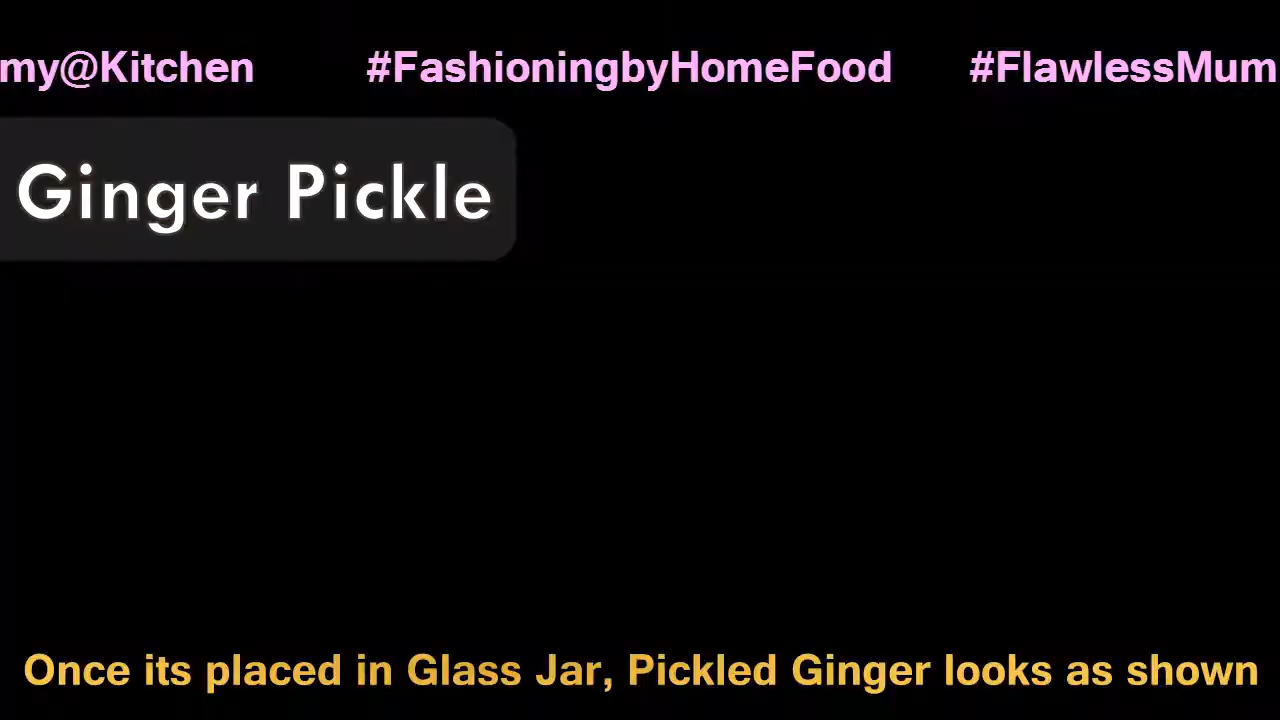 my@Kitchen #FashioningbyHomeFood #FlawlessMum
Ginger Pickle
Once its placed in Glass Jar, Pickled Ginger looks as shown